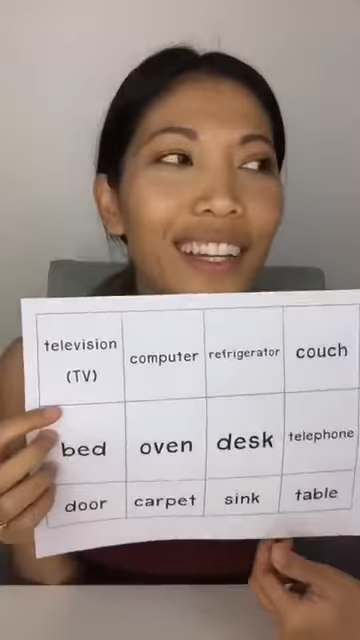 television computer refrigerator couch
(TV)
bed oven desk telephone
door carpet sink table